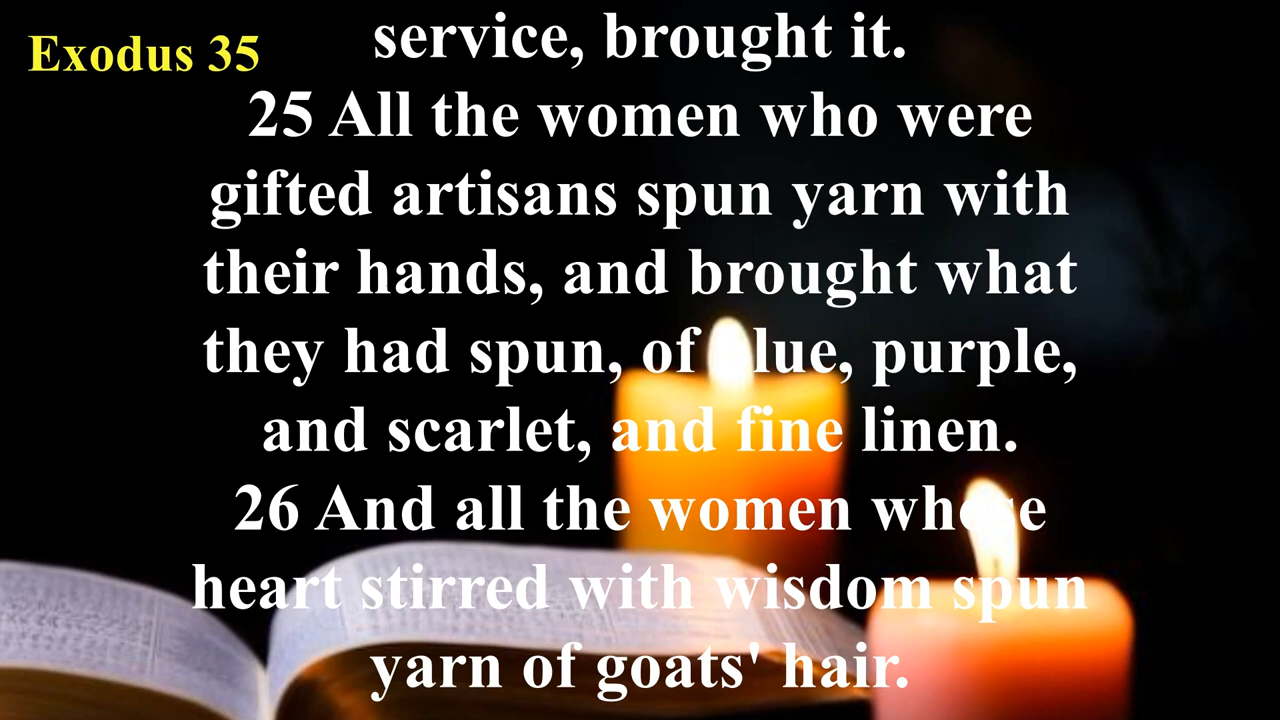 Exodus 35
service, brought it.
25 All the women who were
gifted artisans spun yarn with
their hands, and brought what
they had spun, of blue, purple,
and scarlet, and fine linen.
26 And all the women whose
heart stirred with wisdom spun
yarn of goats' hair.